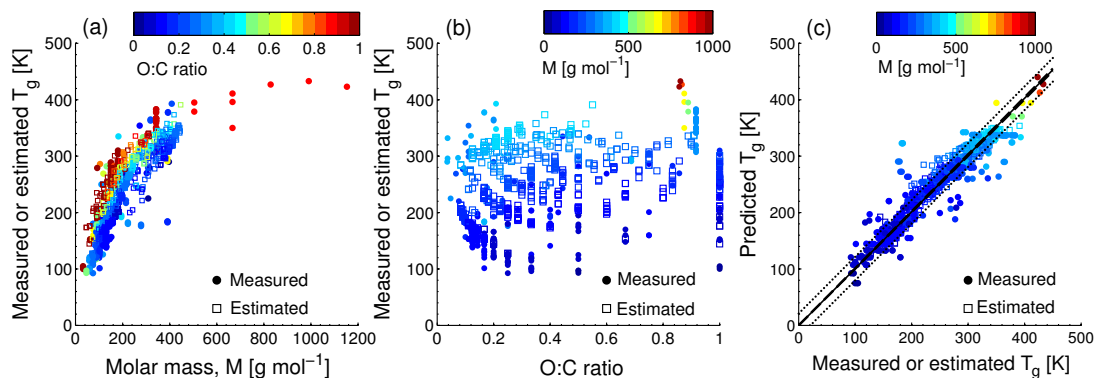 (a)
0 0.2 0.4 0.6 0.8 1
O:C ratio
Measured or estimated T_g [K]
500
400
300
200
100
0
Measured
Estimated
0 200 400 600 800 1000 1200
Molar mass, M [g mol⁻¹]
(b)
0 500 1000
M [g mol⁻¹]
Measured or estimated T_g [K]
500
400
300
200
100
0
Measured
Estimated
0 0.2 0.4 0.6 0.8 1
O:C ratio
(c)
0 500 1000
M [g mol⁻¹]
Predicted T_g [K]
500
400
300
200
100
0
Measured
Estimated
0 100 200 300 400 500
Measured or estimated T_g [K]